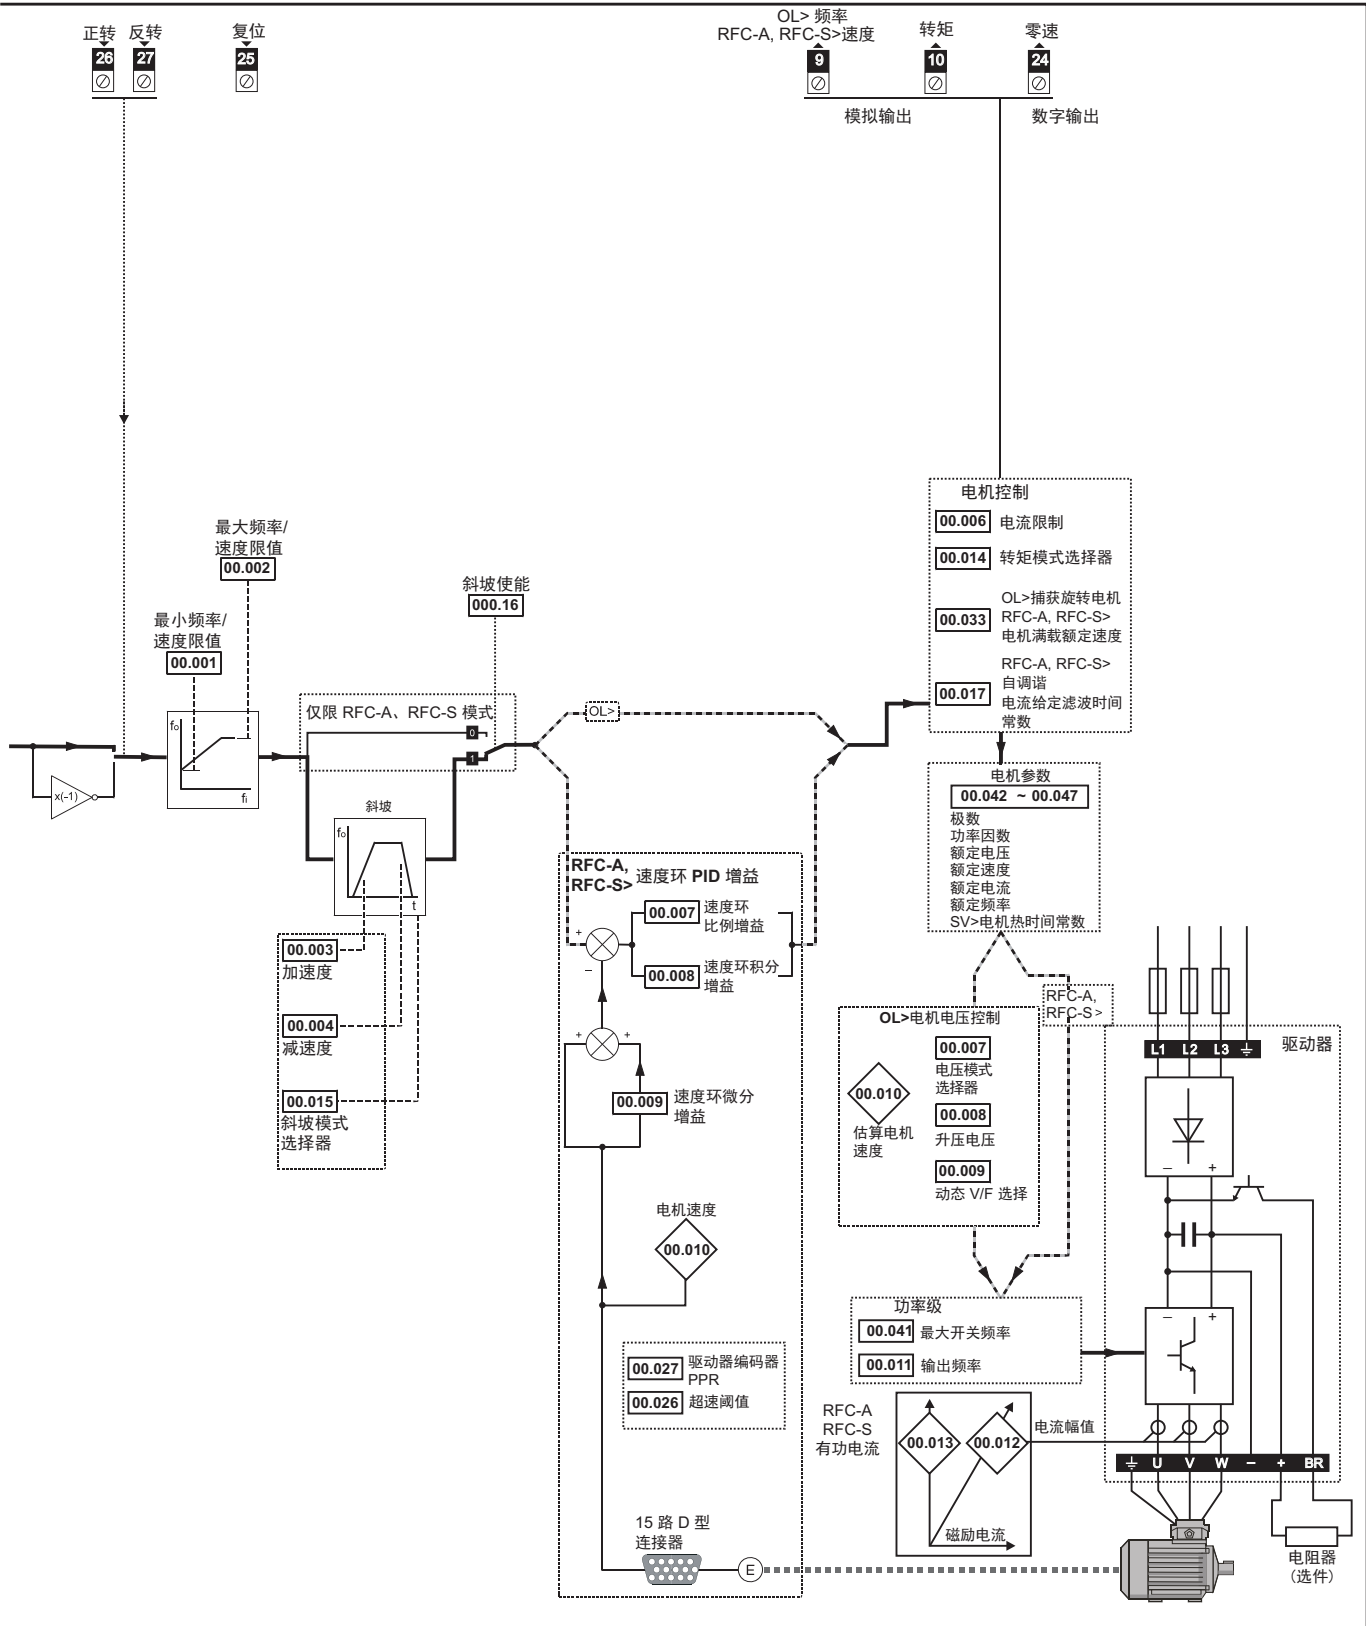 正转 反转
26 27
复位
25
OL> 频率
RFC-A, RFC-S>速度
9
转矩
10
零速
24
模拟输出
数字输出
最大频率/
速度限值
00.002
最小频率/
速度限值
00.001
斜坡使能
000.16
仅限 RFC-A、RFC-S 模式
0
1
fo
fi
x(-1)
斜坡
fo
t
00.003
加速度
00.004
减速度
00.015
斜坡模式
选择器
OL>
RFC-A,
RFC-S>
速度环 PID 增益
00.007
速度环
比例增益
00.008
速度环积分
增益
+
−
+
+
00.009
速度环微分
增益
电机速度
00.010
00.027
驱动器编码器
PPR
00.026
超速阈值
15 路 D 型
连接器
E
电机控制
00.006
电流限制
00.014
转矩模式选择器
00.033
OL>捕获旋转电机
RFC-A, RFC-S>
电机满载额定速度
00.017
RFC-A, RFC-S>
自调谐
电流给定滤波时间
常数
电机参数
00.042 ~ 00.047
极数
功率因数
额定电压
额定速度
额定电流
额定频率
SV>电机热时间常数
RFC-A,
RFC-S>
OL>电机电压控制
00.010
估算电机
速度
00.007
电压模式
选择器
00.008
升压电压
00.009
动态 V/F 选择
功率级
00.041
最大开关频率
00.011
输出频率
RFC-A
RFC-S
有功电流
00.013
00.012
电流幅值
磁励电流
L1 L2 L3
驱动器
− +
− +
U V W − + BR
电阻器
(选件)